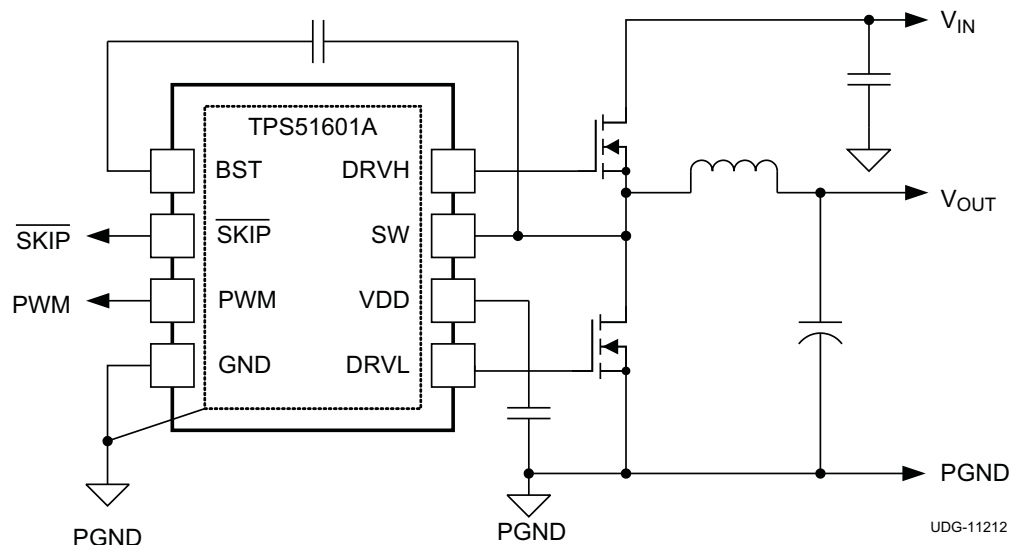 V_IN
TPS51601A
BST DRVH
SKIP SKIP SW
V_OUT
PWM PWM VDD
GND DRVL
PGND
PGND
PGND
UDG-11212